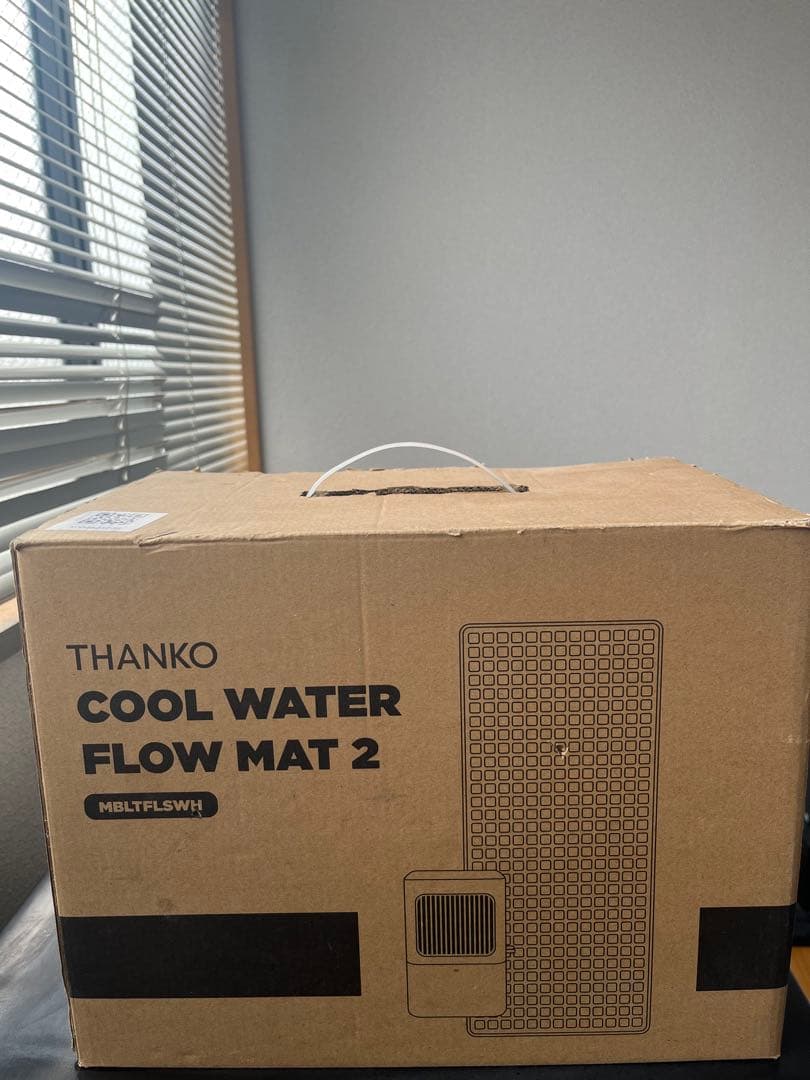 THANKO
COOL WATER
FLOW MAT 2
MBLTFLSWH